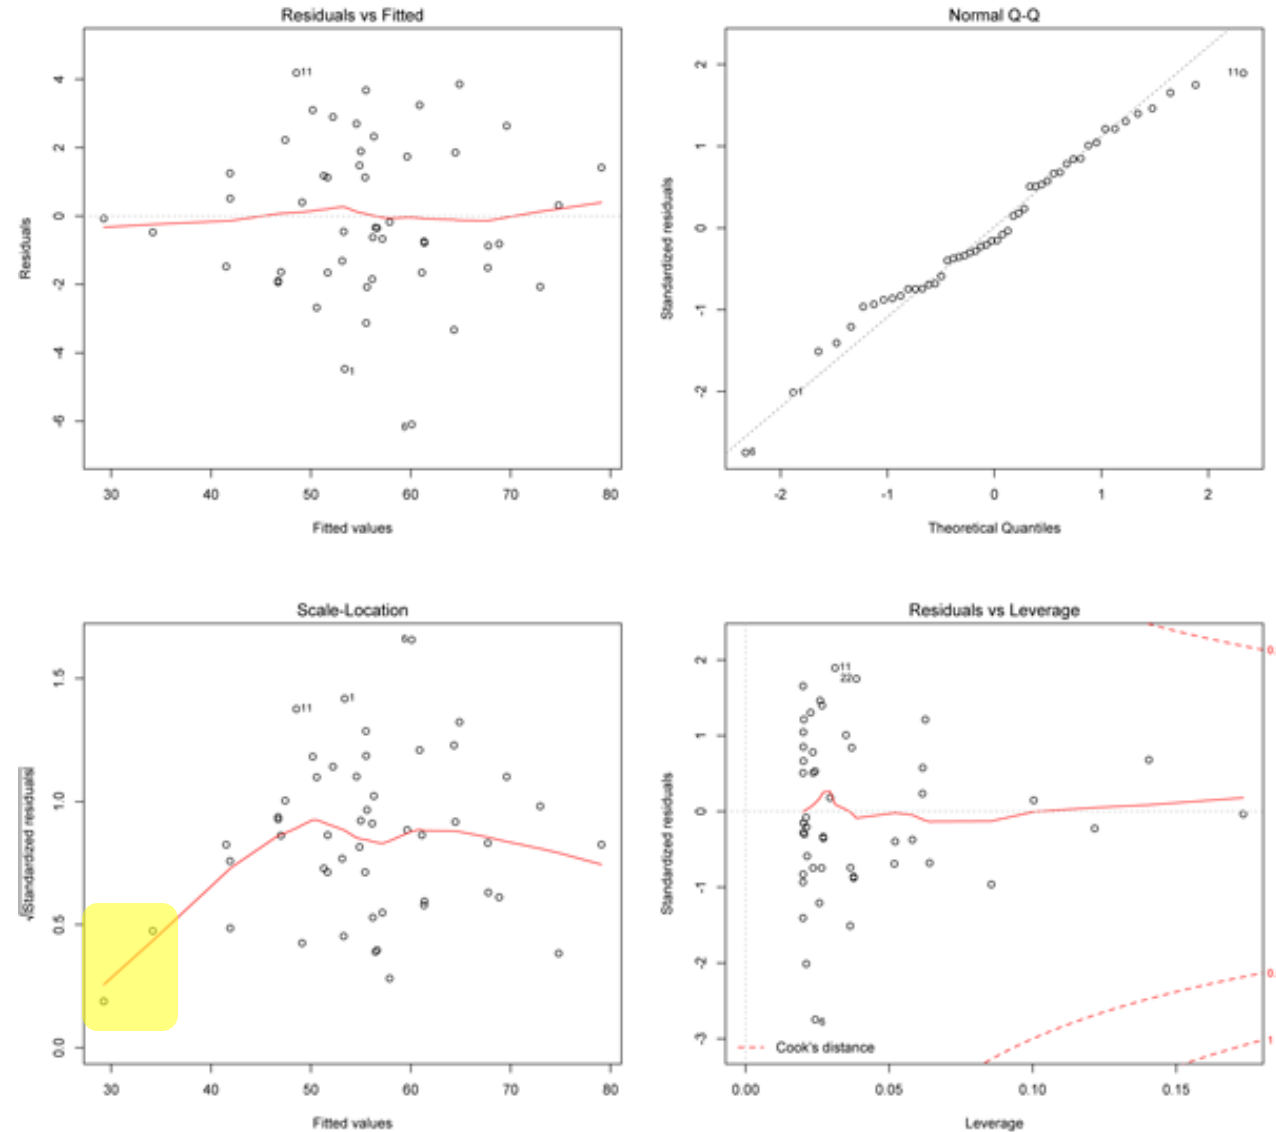 Residuals vs Fitted
11
1
6
4
2
0
-2
-4
-6
Residuals
30 40 50 60 70 80
Fitted values
Normal Q-Q
11
1
6
2
1
0
-1
-2
Standardized residuals
-2 -1 0 1 2
Theoretical Quantiles
Scale-Location
6
1
11
1.5
1.0
0.5
0.0
√|Standardized residuals|
30 40 50 60 70 80
Fitted values
Residuals vs Leverage
11
22
6
2
1
0
-1
-2
-3
Standardized residuals
Cook's distance
0.00 0.05 0.10 0.15
Leverage
1